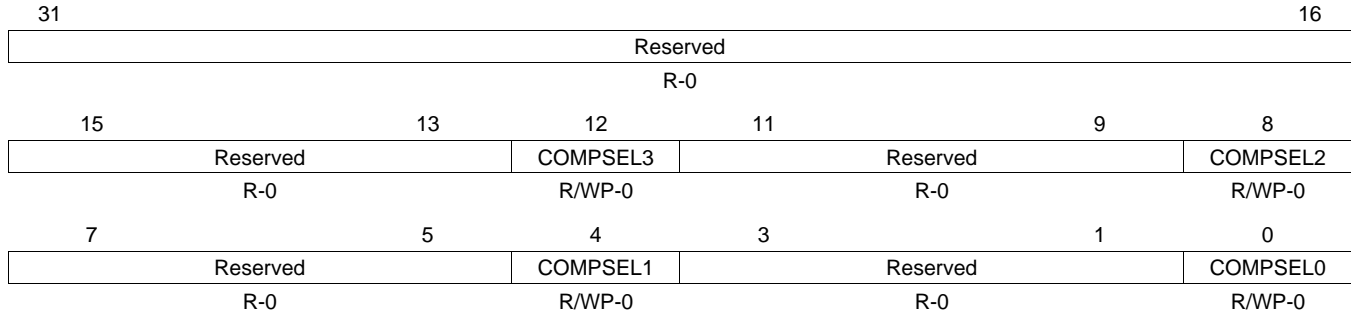 31 16
Reserved
R-0
15 13 12 11 9 8
Reserved COMPSEL3 Reserved COMPSEL2
R-0 R/WP-0 R-0 R/WP-0
7 5 4 3 1 0
Reserved COMPSEL1 Reserved COMPSEL0
R-0 R/WP-0 R-0 R/WP-0